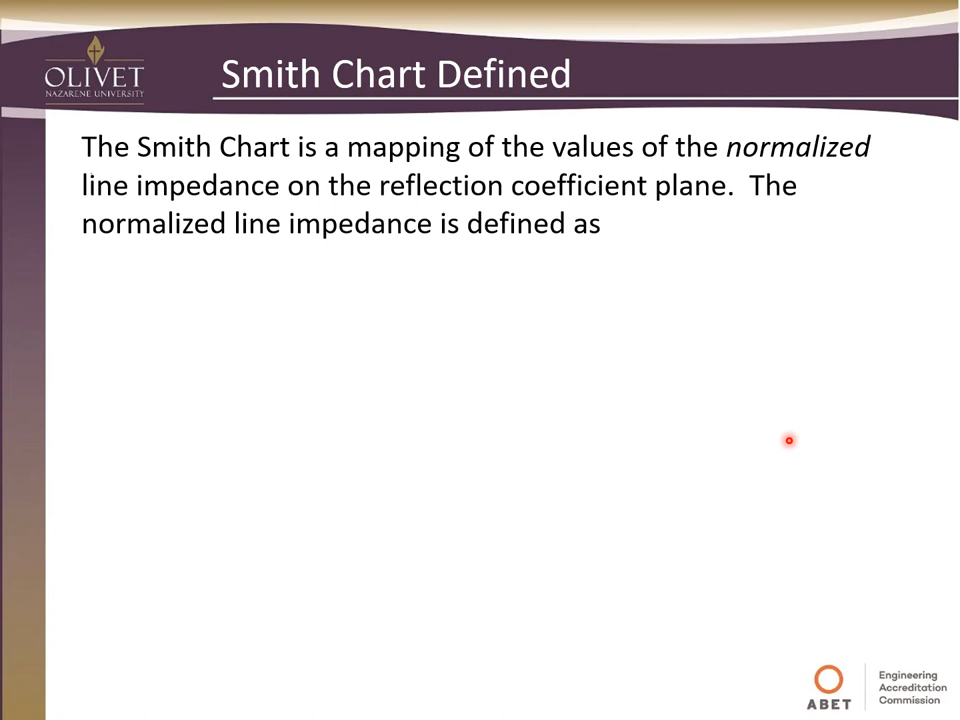 OLIVET
NAZARENE UNIVERSITY
Smith Chart Defined
The Smith Chart is a mapping of the values of the normalized
line impedance on the reflection coefficient plane.  The
normalized line impedance is defined as
ABET
Engineering
Accreditation
Commission